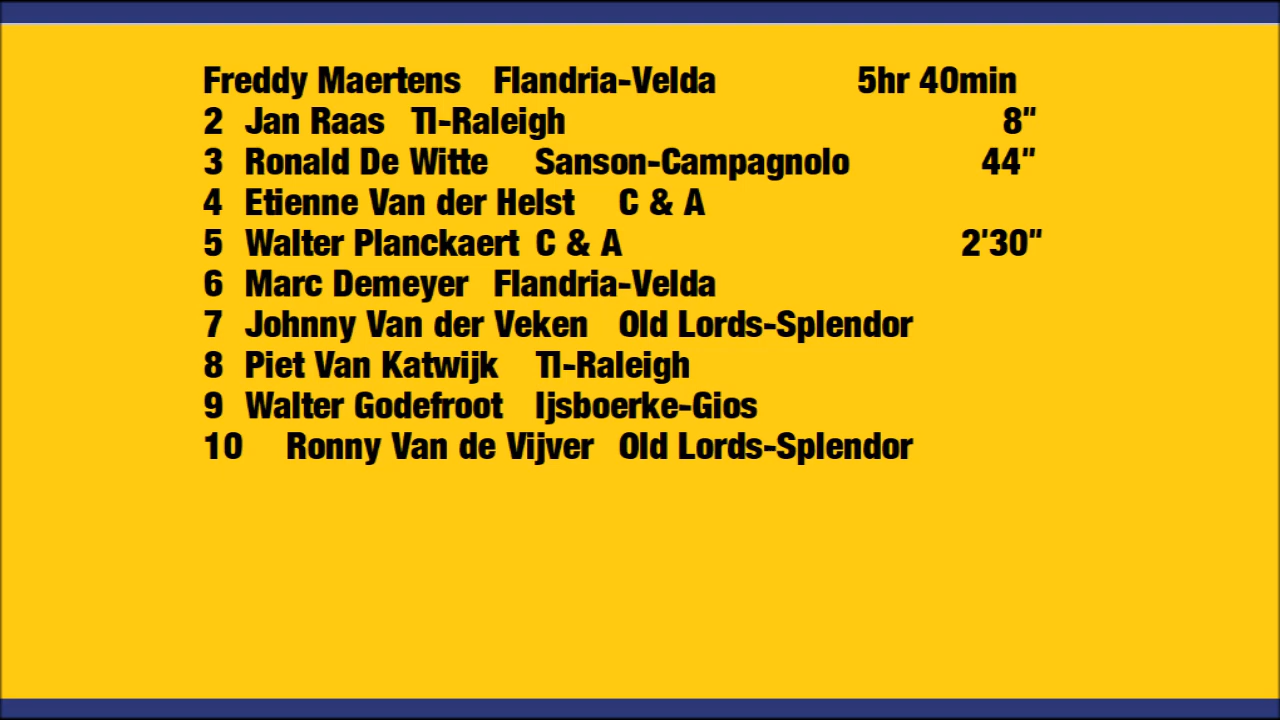 Freddy Maertens Flandria-Velda 5hr 40min
2 Jan Raas TI-Raleigh 8"
3 Ronald De Witte Sanson-Campagnolo 44"
4 Etienne Van der Helst C & A
5 Walter Planckaert C & A 2'30"
6 Marc Demeyer Flandria-Velda
7 Johnny Van der Veken Old Lords-Splendor
8 Piet Van Katwijk TI-Raleigh
9 Walter Godefroot Ijsboerke-Gios
10 Ronny Van de Vijver Old Lords-Splendor